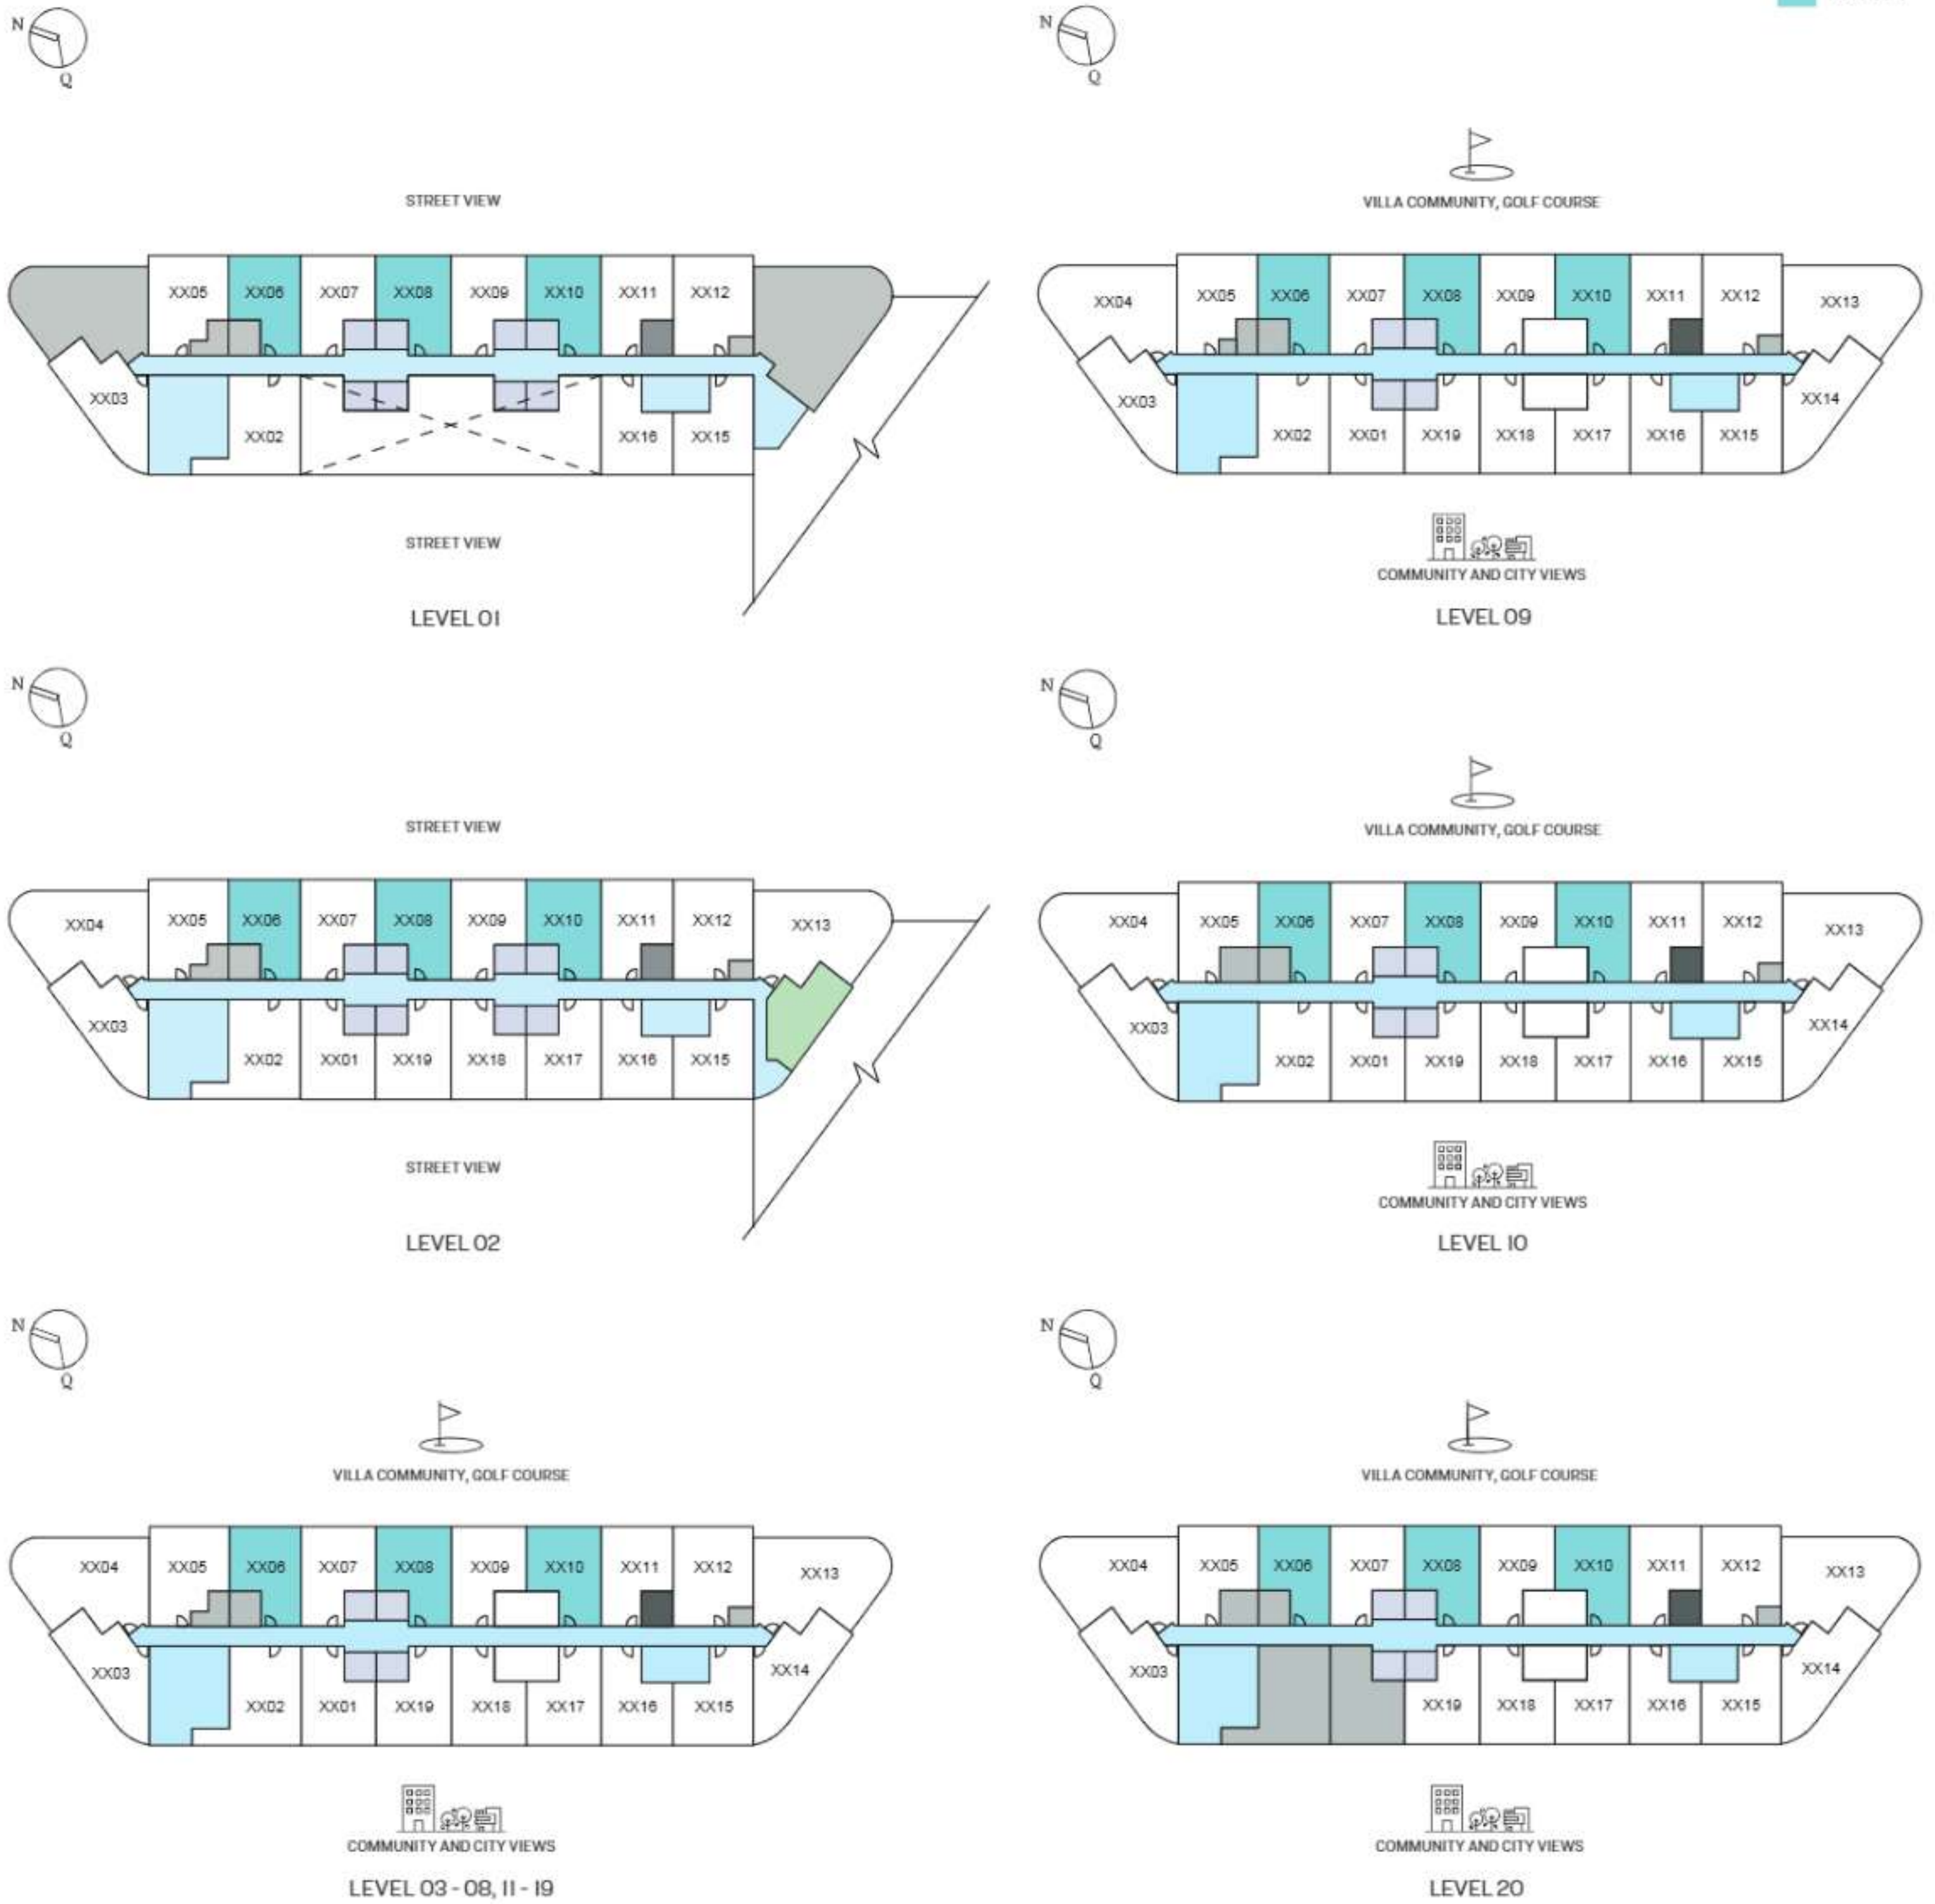 N
Q
STREET VIEW
XX05 XX06 XX07 XX08 XX09 XX10 XX11 XX12
XX03
XX02 XX16 XX15
STREET VIEW
LEVEL 01
N
Q
VILLA COMMUNITY, GOLF COURSE
XX04 XX05 XX06 XX07 XX08 XX09 XX10 XX11 XX12 XX13
XX03 XX14
XX02 XX01 XX19 XX18 XX17 XX16 XX15
COMMUNITY AND CITY VIEWS
LEVEL 09
N
Q
STREET VIEW
XX04 XX05 XX06 XX07 XX08 XX09 XX10 XX11 XX12 XX13
XX03
XX02 XX01 XX19 XX18 XX17 XX16 XX15
STREET VIEW
LEVEL 02
N
Q
VILLA COMMUNITY, GOLF COURSE
XX04 XX05 XX06 XX07 XX08 XX09 XX10 XX11 XX12 XX13
XX03 XX14
XX02 XX01 XX19 XX18 XX17 XX16 XX15
COMMUNITY AND CITY VIEWS
LEVEL 10
N
Q
VILLA COMMUNITY, GOLF COURSE
XX04 XX05 XX06 XX07 XX08 XX09 XX10 XX11 XX12 XX13
XX03 XX14
XX02 XX01 XX19 XX18 XX17 XX16 XX15
COMMUNITY AND CITY VIEWS
LEVEL 03 - 08, 11 - 19
N
Q
VILLA COMMUNITY, GOLF COURSE
XX04 XX05 XX06 XX07 XX08 XX09 XX10 XX11 XX12 XX13
XX03 XX14
XX19 XX18 XX17 XX16 XX15
COMMUNITY AND CITY VIEWS
LEVEL 20